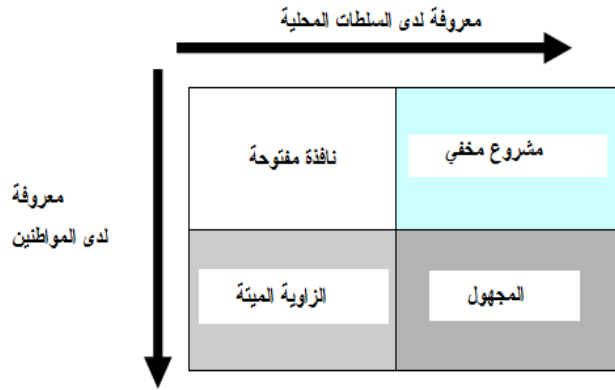 معروفة لدى السلطات المحلية
مشروع مخفي
نافذة مفتوحة
معروفة
لدى المواطنين
الزاوية الميتة
المجهول